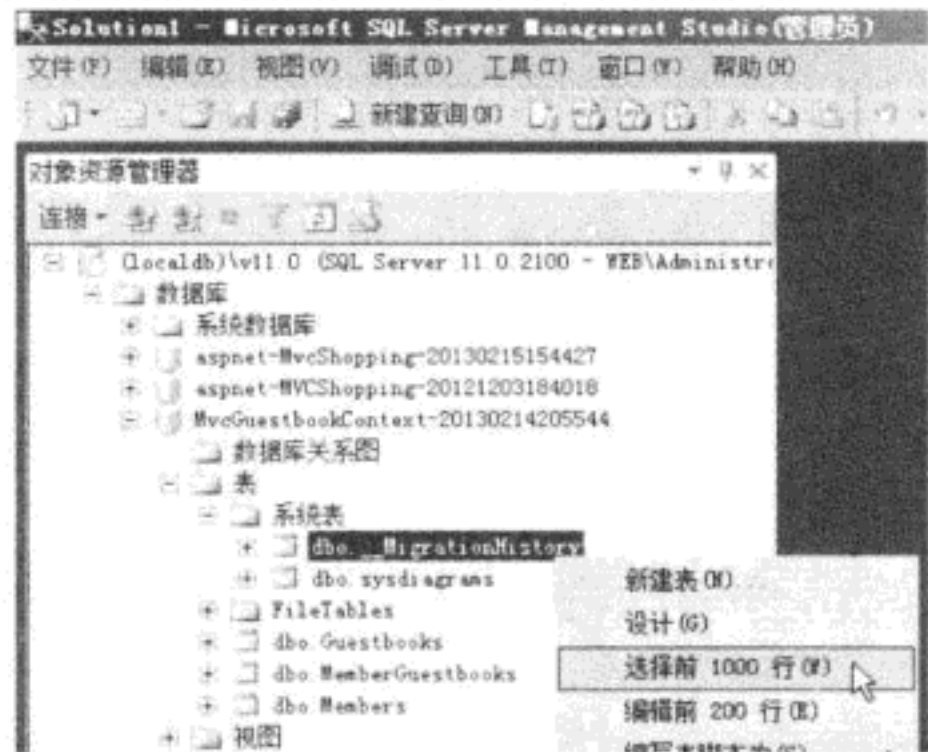 Solution1 - Microsoft SQL Server Management Studio(管理员)
文件(F) 编辑(E) 视图(V) 调试(D) 工具(T) 窗口(W) 帮助(H)
新建查询(N)
对象资源管理器
连接
(localdb)\v11.0 (SQL Server 11.0.2100 - WEB\Administr
数据库
系统数据库
aspnet-MvcShopping-20130215154427
aspnet-MVCShopping-20121203184018
MvcGuestbookContext-20130214205544
数据库关系图
表
系统表
dbo.__MigrationHistory
dbo.sysdiagrams
新建表(N)...
FileTables
设计(G)
dbo.Guestbooks
dbo.MemberGuestbooks
选择前 1000 行(W)
dbo.Members
编辑前 200 行(E)
视图